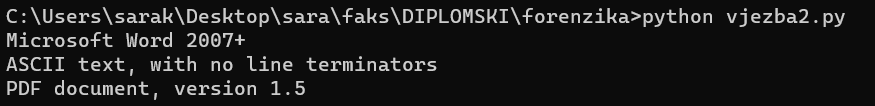 C:\Users\sarak\Desktop\sara\faks\DIPLOMSKI\forenzika>python vjezba2.py
Microsoft Word 2007+
ASCII text, with no line terminators
PDF document, version 1.5